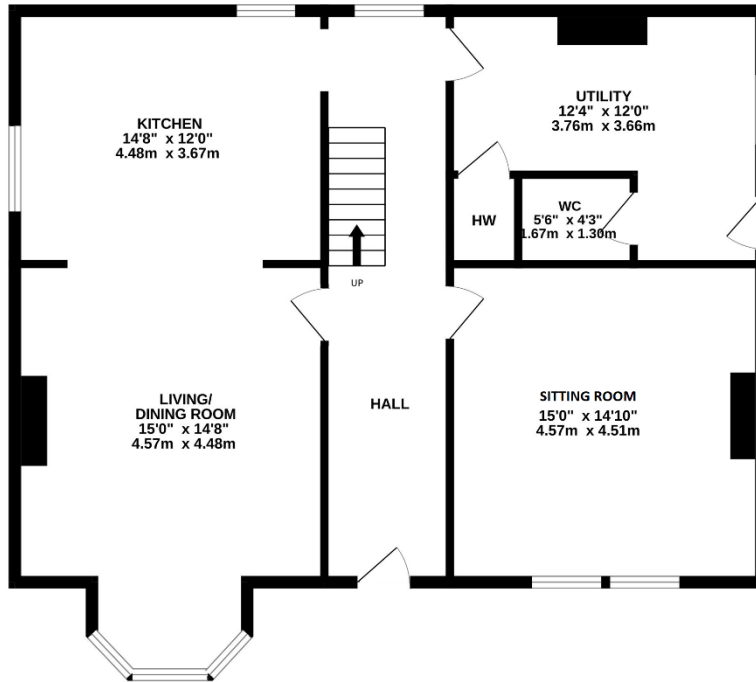 KITCHEN
14'8" x 12'0"
4.48m x 3.67m
UTILITY
12'4" x 12'0"
3.76m x 3.66m
HW
WC
5'6" x 4'3"
1.67m x 1.30m
UP
LIVING/
DINING ROOM
15'0" x 14'8"
4.57m x 4.48m
HALL
SITTING ROOM
15'0" x 14'10"
4.57m x 4.51m